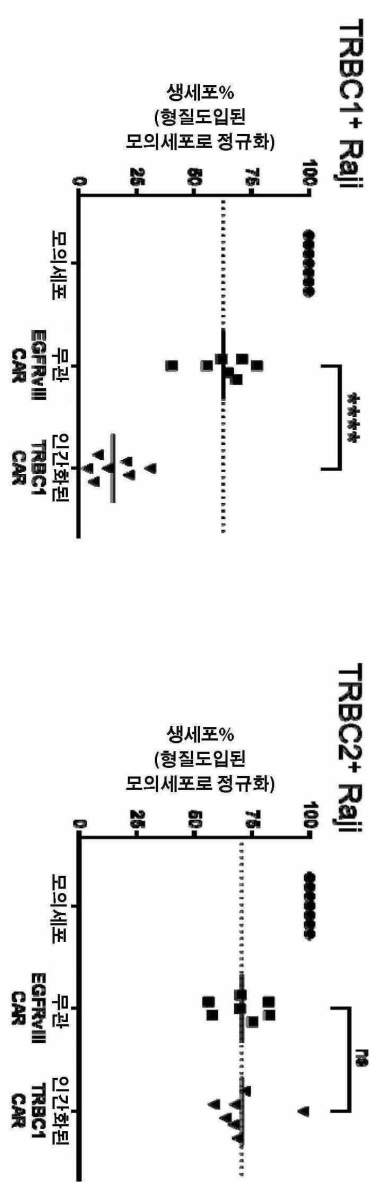 TRBC1⁺ Raji
생세포%
(형질도입된
모의세포로 정규화)
100
75
50
25
0
****
모의세포
무관
EGFRvIII
CAR
인간화된
TRBC1
CAR
TRBC2⁺ Raji
생세포%
(형질도입된
모의세포로 정규화)
100
75
50
25
0
ns
모의세포
무관
EGFRvIII
CAR
인간화된
TRBC1
CAR